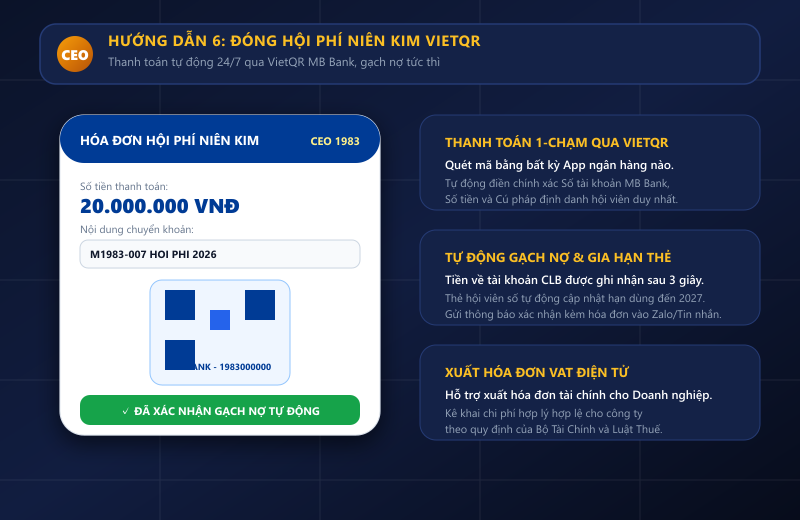 CEO
HƯỚNG DẪN 6: ĐÓNG HỘI PHÍ NIÊN KIM VIETQR
Thanh toán tự động 24/7 qua VietQR MB Bank, gạch nợ tức thì
HÓA ĐƠN HỘI PHÍ NIÊN KIM
CEO 1983
Số tiền thanh toán:
20.000.000 VNĐ
Nội dung chuyển khoản:
M1983-007 HOI PHI 2026
ANK - 1983000000
✓ ĐÃ XÁC NHẬN GẠCH NỢ TỰ ĐỘNG
THANH TOÁN 1-CHẠM QUA VIETQR
Quét mã bằng bất kỳ App ngân hàng nào.
Tự động điền chính xác Số tài khoản MB Bank,
Số tiền và Cú pháp định danh hội viên duy nhất.
TỰ ĐỘNG GẠCH NỢ & GIA HẠN THẺ
Tiền về tài khoản CLB được ghi nhận sau 3 giây.
Thẻ hội viên số tự động cập nhật hạn dùng đến 2027.
Gửi thông báo xác nhận kèm hóa đơn vào Zalo/Tin nhắn.
XUẤT HÓA ĐƠN VAT ĐIỆN TỬ
Hỗ trợ xuất hóa đơn tài chính cho Doanh nghiệp.
Kê khai chi phí hợp lý hợp lệ cho công ty
theo quy định của Bộ Tài Chính và Luật Thuế.